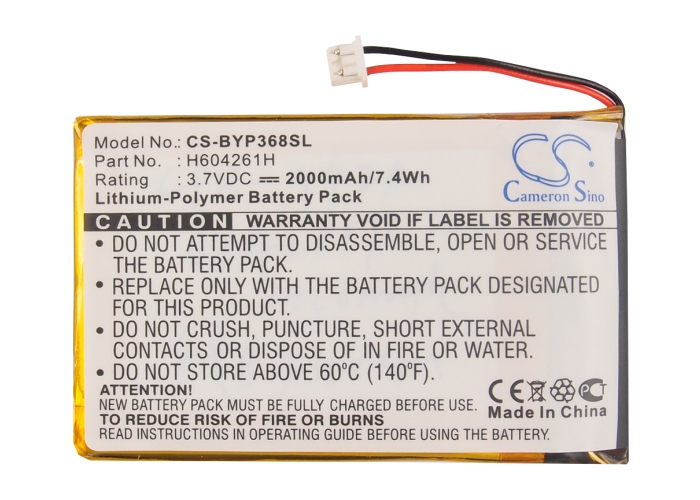 Model No.: CS-BYP368SL
Part No. : H604261H
Rating : 3.7VDC 2000mAh/7.4Wh
Lithium-Polymer Battery Pack
CS
Cameron Sino
CAUTION WARRANTY VOID IF LABEL IS REMOVED
• DO NOT ATTEMPT TO DISASSEMBLE, OPEN OR SERVICE
THE BATTERY PACK.
• REPLACE ONLY WITH THE BATTERY PACK DESIGNATED
FOR THIS PRODUCT.
• DO NOT CRUSH, PUNCTURE, SHORT EXTERNAL
CONTACTS OR DISPOSE OF IN FIRE OR WATER.
• DO NOT STORE ABOVE 60°C (140°F).
ATTENTION!
NEW BATTERY PACK MUST BE FULLY CHARGED BEFORE USE.
TO REDUCE RISK OF FIRE OR BURNS,
READ INSTRUCTIONS OF OPERATING GUIDE BEFORE USING BATTERY.
CE PCT
Made In China